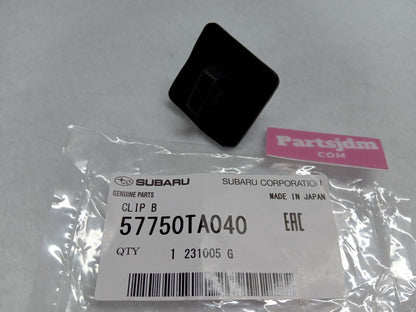 Partsjdm
COM
SUBARU SUBARU CORPORATION
GENUINE PARTS MADE IN JAPAN
CLIP B
57750TA040 EAC
QTY 1 231005 G